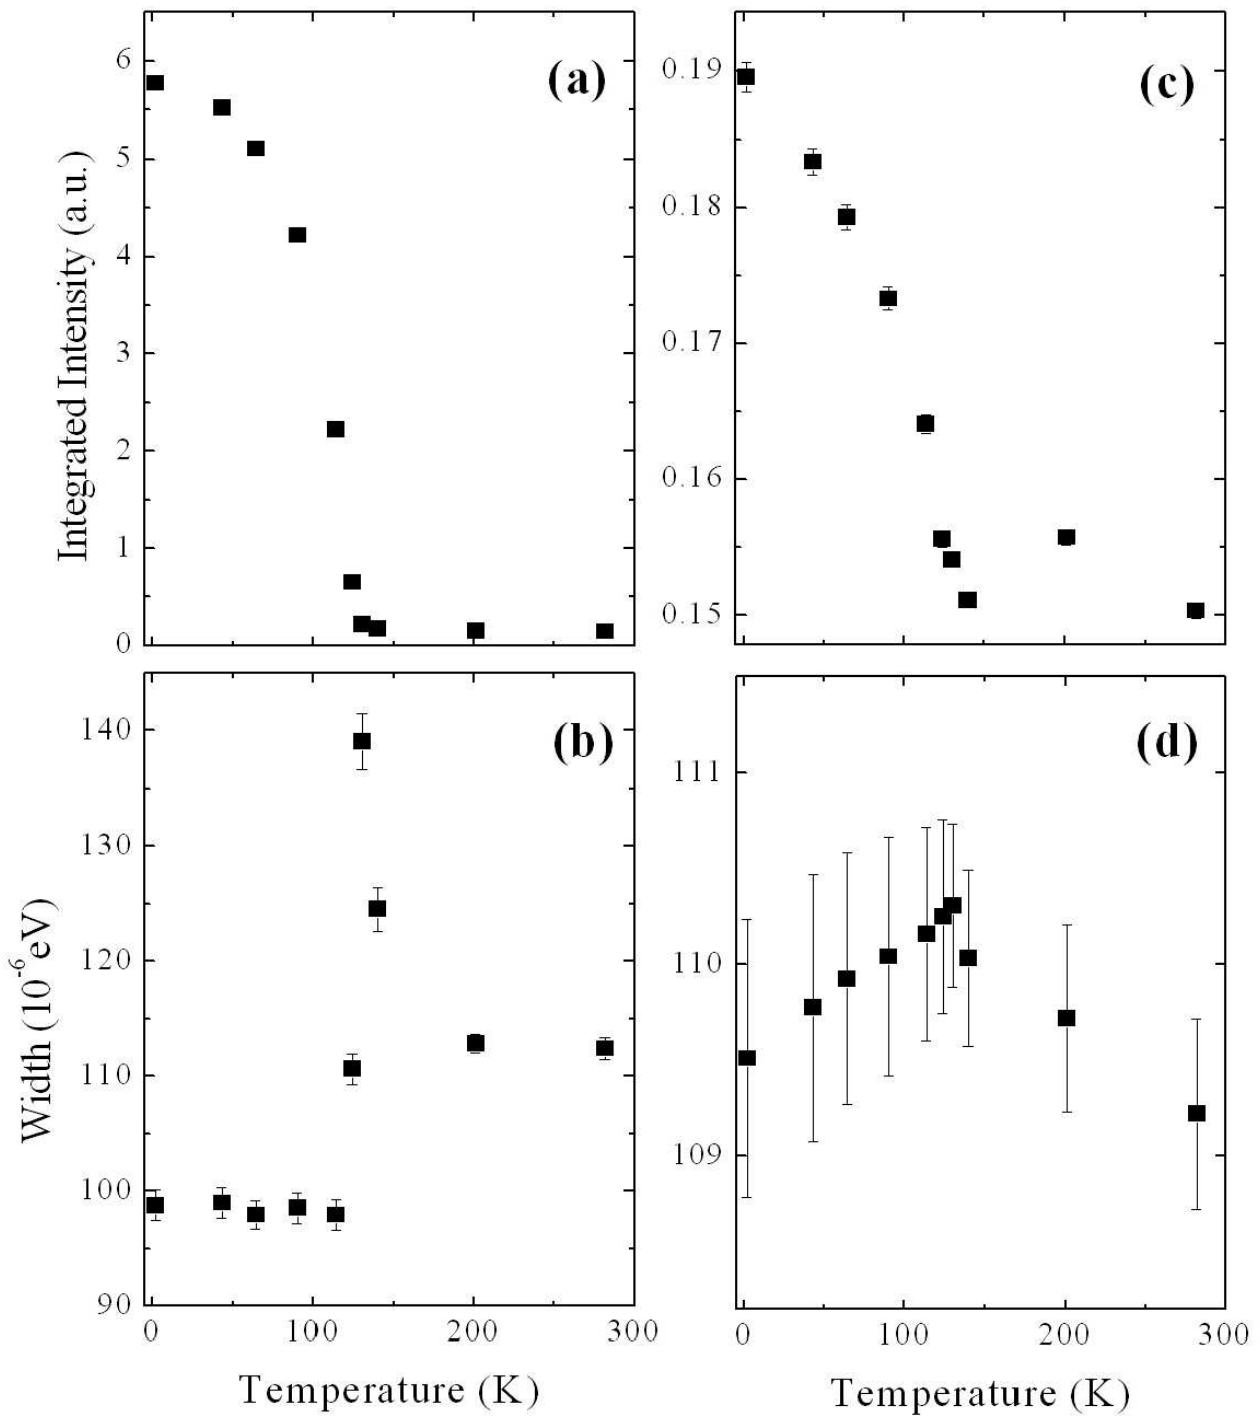 (a)
Integrated Intensity (a.u.)
6
5
4
3
2
1
0
(c)
0.19
0.18
0.17
0.16
0.15
(b)
Width (10⁻⁶eV)
140
130
120
110
100
90
0 100 200 300
Temperature (K)
(d)
111
110
109
0 100 200 300
Temperature (K)